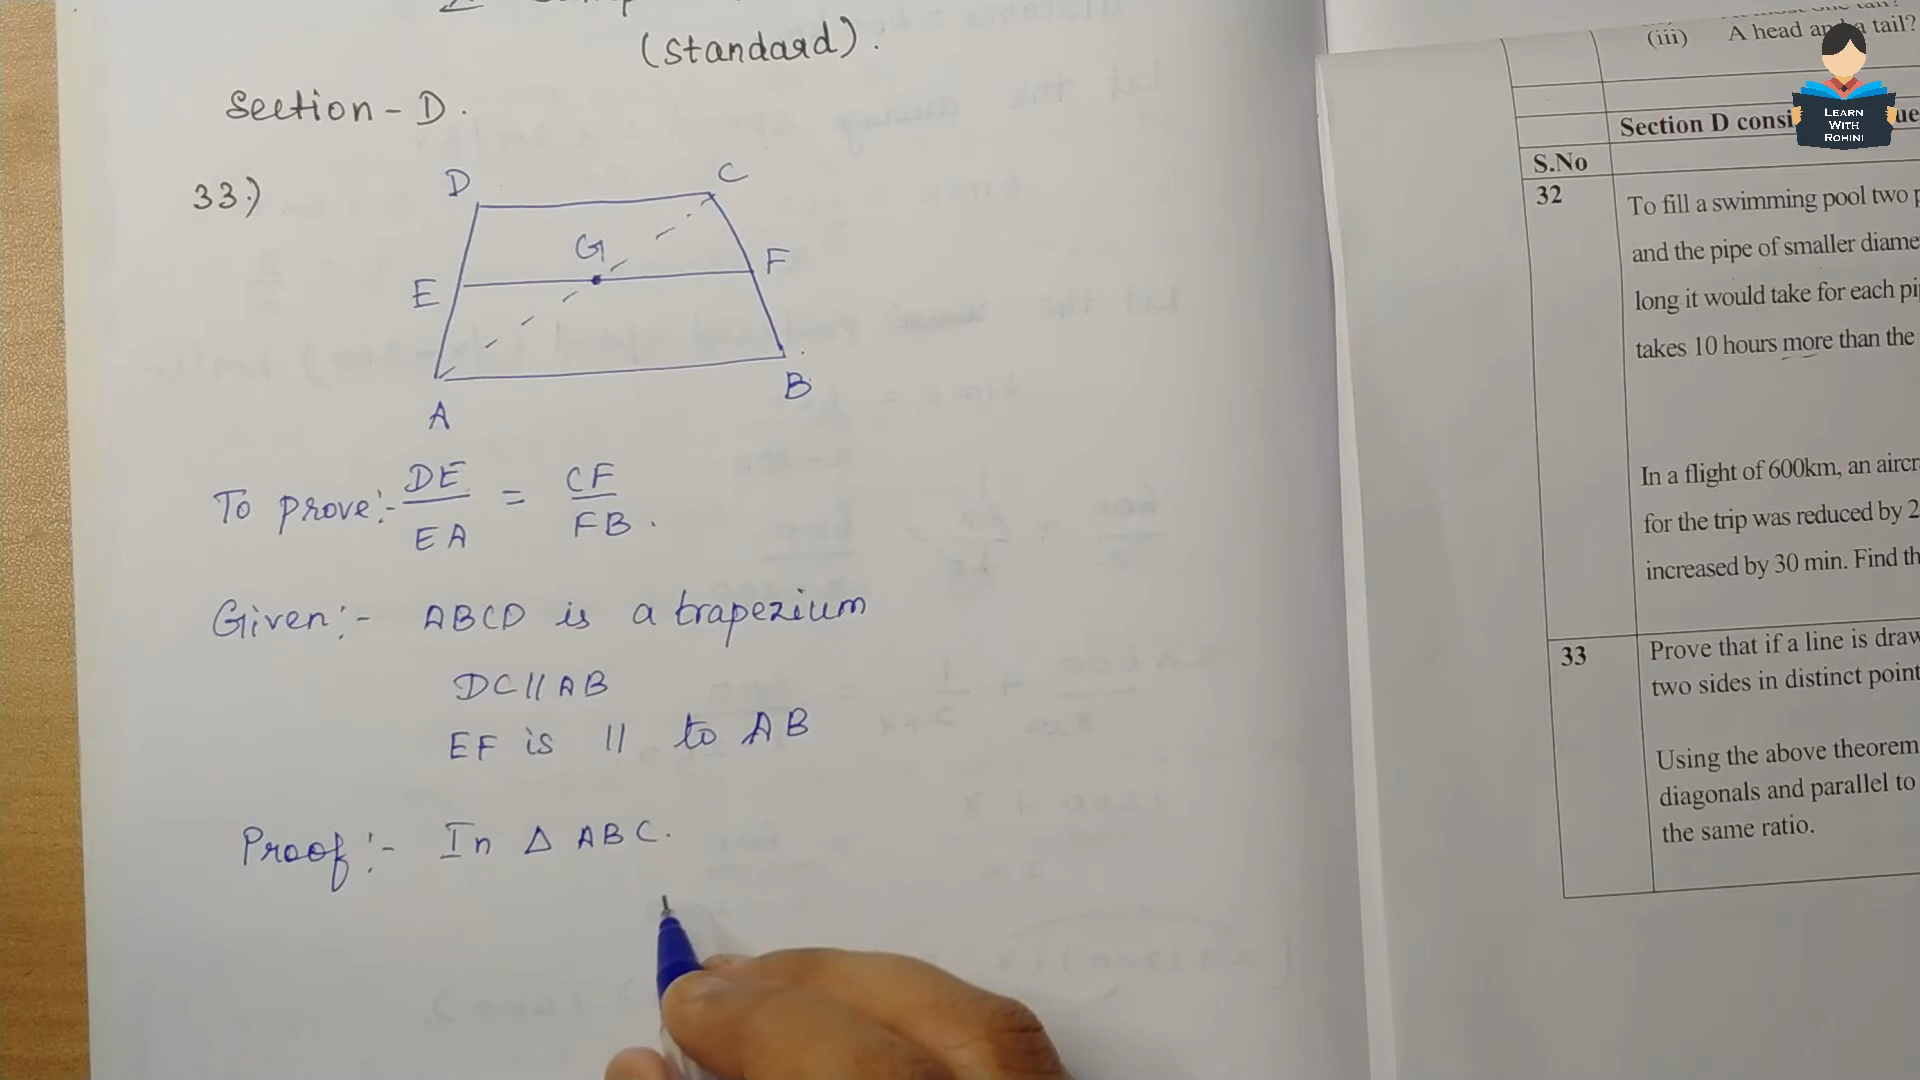 (Standard).
Section - D.
33.)
D
C
G
E
F
A
B
To prove:- DE/EA = CF/FB.
Given:- ABCD is a trapezium
DC || AB
EF is || to AB
Proof:- In Δ ABC.
(iii) A head and a tail?
LEARN
WITH
ROHINI
Section D consi
S.No
32
To fill a swimming pool two
and the pipe of smaller diame
long it would take for each pi
takes 10 hours more than the
In a flight of 600km, an aircr
for the trip was reduced by 2
increased by 30 min. Find th
33
Prove that if a line is draw
two sides in distinct point
Using the above theorem
diagonals and parallel to
the same ratio.